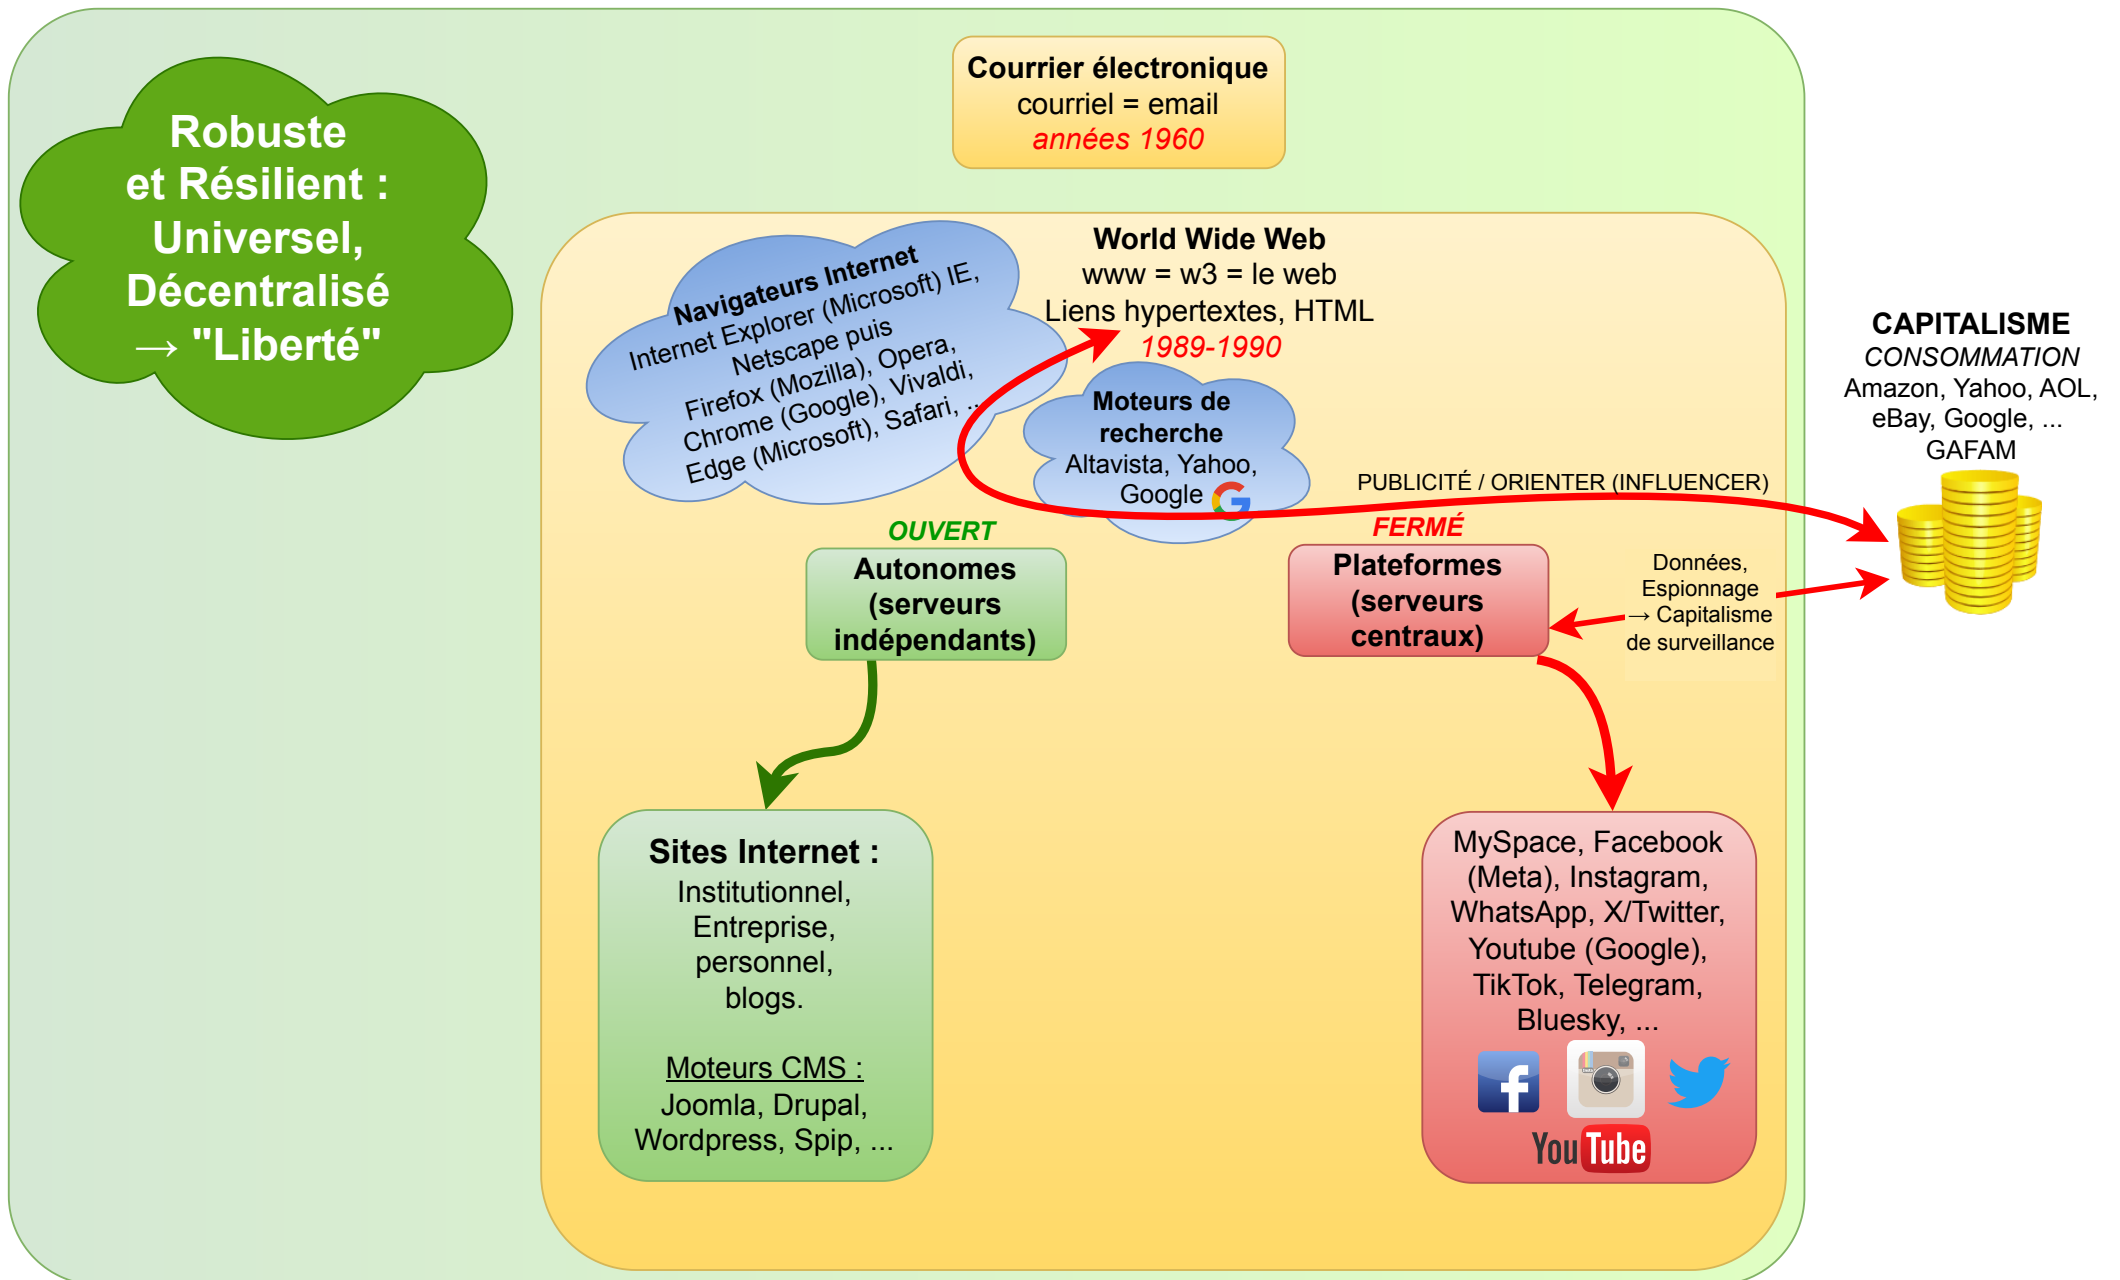 Robuste
et Résilient :
Universel,
Décentralisé
→ "Liberté"
Courrier électronique
courriel = email
années 1960
World Wide Web
www = w3 = le web
Liens hypertextes, HTML
1989-1990
Navigateurs Internet
Internet Explorer (Microsoft) IE,
Netscape puis
Firefox (Mozilla), Opera,
Chrome (Google), Vivaldi,
Edge (Microsoft), Safari, ...
Moteurs de
recherche
Altavista, Yahoo,
Google
CAPITALISME
CONSOMMATION
Amazon, Yahoo, AOL,
eBay, Google, ...
GAFAM
PUBLICITÉ / ORIENTER (INFLUENCER)
OUVERT
Autonomes
(serveurs
indépendants)
FERMÉ
Plateformes
(serveurs
centraux)
Données,
Espionnage
→ Capitalisme
de surveillance
Sites Internet :
Institutionnel,
Entreprise,
personnel,
blogs.
Moteurs CMS :
Joomla, Drupal,
Wordpress, Spip, ...
MySpace, Facebook
(Meta), Instagram,
WhatsApp, X/Twitter,
Youtube (Google),
TikTok, Telegram,
Bluesky, ...
YouTube